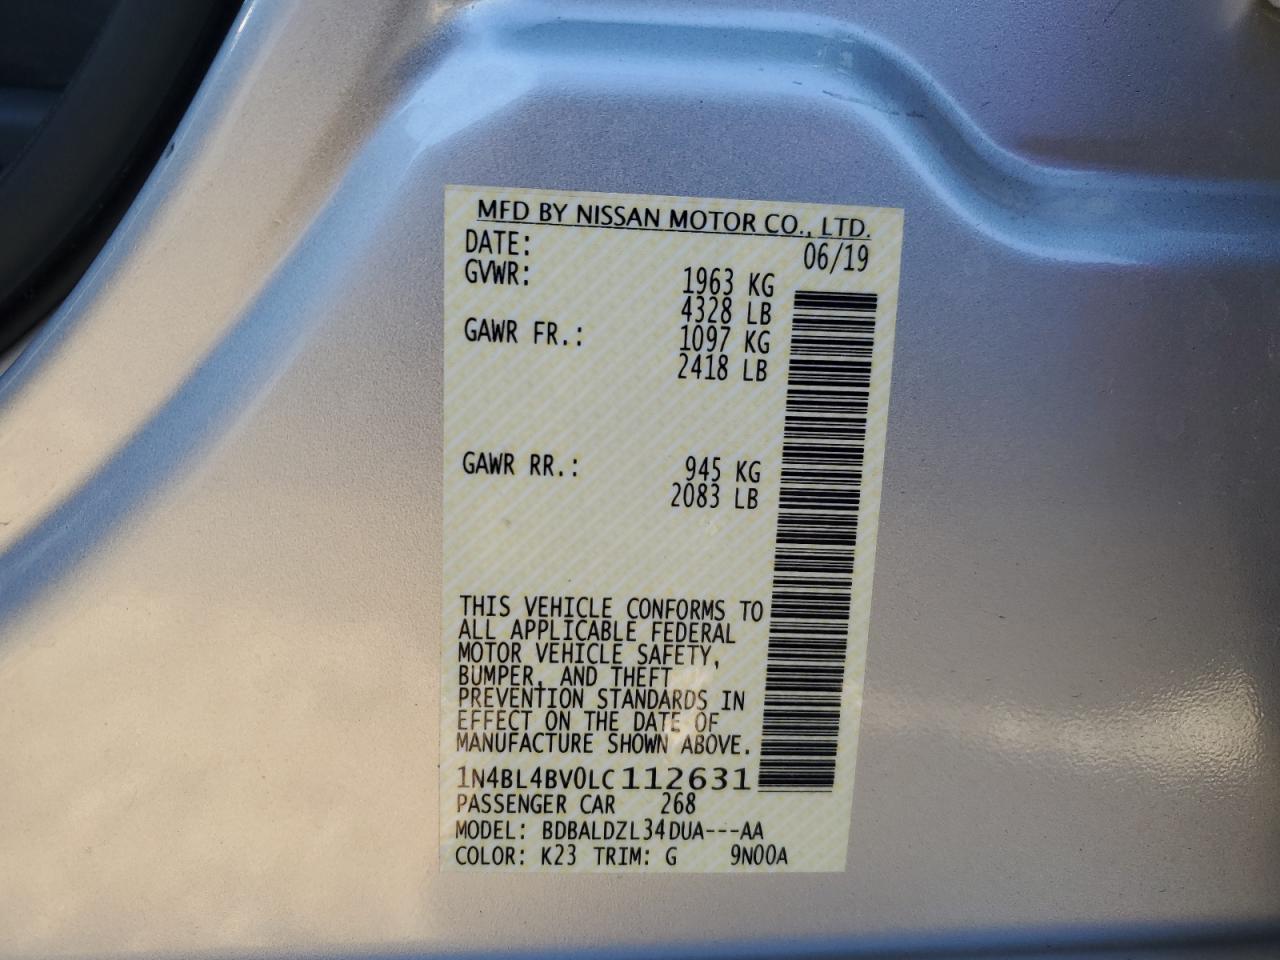 MFD BY NISSAN MOTOR CO., LTD.
DATE: 06/19
GVWR: 1963 KG
4328 LB
GAWR FR.: 1097 KG
2418 LB
GAWR RR.: 945 KG
2083 LB
THIS VEHICLE CONFORMS TO
ALL APPLICABLE FEDERAL
MOTOR VEHICLE SAFETY,
BUMPER, AND THEFT
PREVENTION STANDARDS IN
EFFECT ON THE DATE OF
MANUFACTURE SHOWN ABOVE.
1N4BL4BV0LC112631
PASSENGER CAR 268
MODEL: BDBALDZL34DUA---AA
COLOR: K23 TRIM: G 9N00A